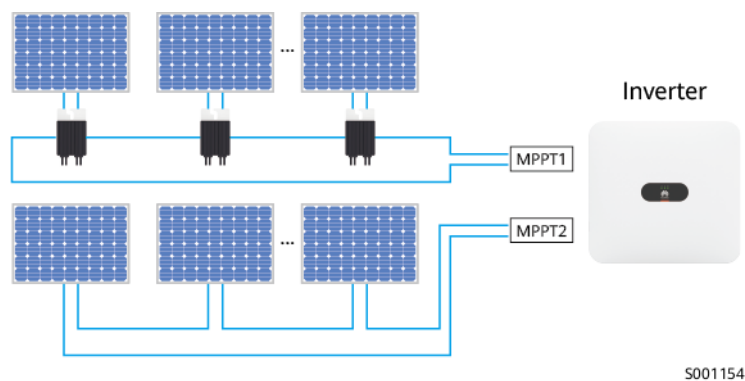 ...
Inverter
MPPT1
...
MPPT2
S001154